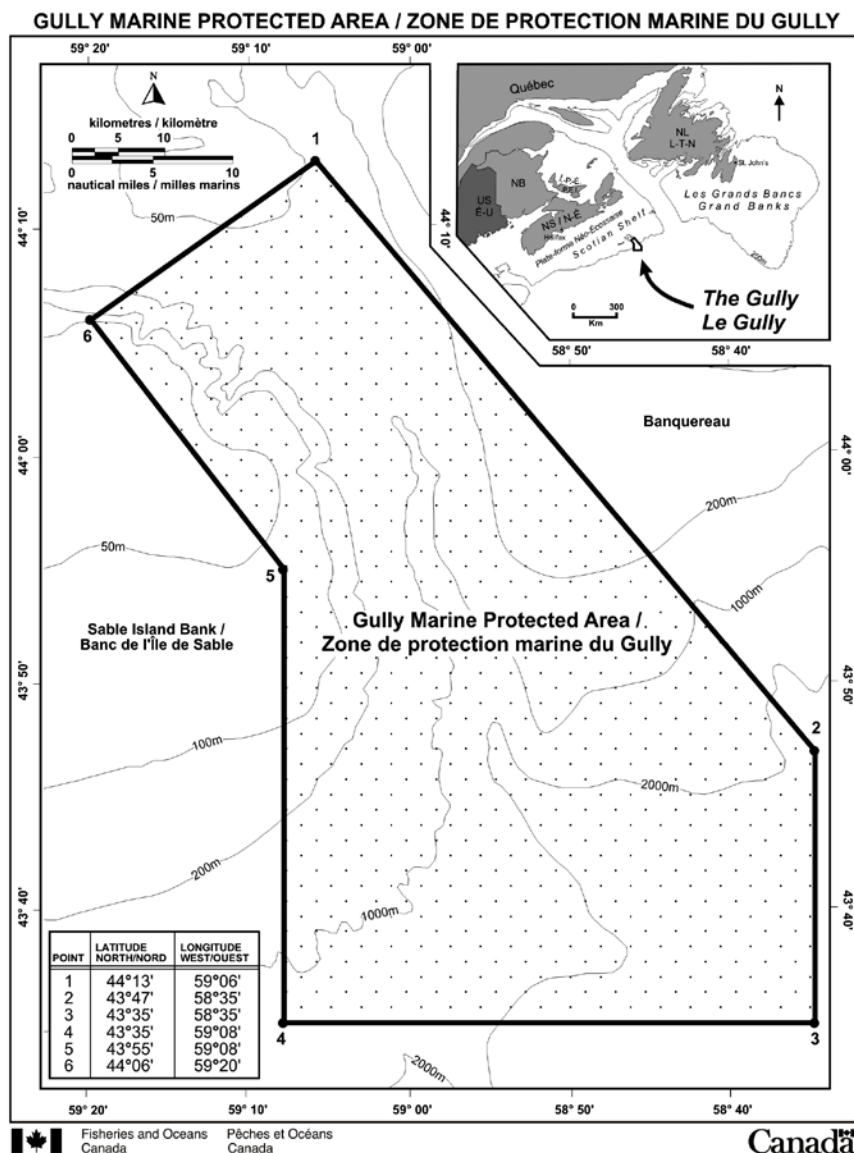 GULLY MARINE PROTECTED AREA / ZONE DE PROTECTION MARINE DU GULLY
59° 20'
59° 10'
59° 00'
N
kilometres / kilomètre
0 5 10
0 5 10
nautical miles / milles marins
1
50m
44° 10'
44° 10'
6
Québec
N
NL
L-T-N
St. John's
NB
I.-P.-É.
P.E.I.
US
É-U
NS / N-É
Halifax
Les Grands Bancs
Grand Banks
Plate-forme Néo-Écossaise
Scotian Shelf
200m
0 300
Km
The Gully
Le Gully
58° 50'
58° 40'
Banquereau
44° 00'
44° 00'
200m
50m
5
1000m
Sable Island Bank /
Banc de l'Île de Sable
Gully Marine Protected Area /
Zone de protection marine du Gully
43° 50'
43° 50'
2
100m
2000m
200m
43° 40'
43° 40'
1000m
POINT
LATITUDE
NORTH/NORD
LONGITUDE
WEST/OUEST
1 44°13' 59°06'
2 43°47' 58°35'
3 43°35' 58°35'
4 43°35' 59°08'
5 43°55' 59°08'
6 44°06' 59°20'
4
3
2000m
59° 20'
59° 10'
59° 00'
58° 50'
58° 40'
Fisheries and Oceans
Canada
Pêches et Océans
Canada
Canada